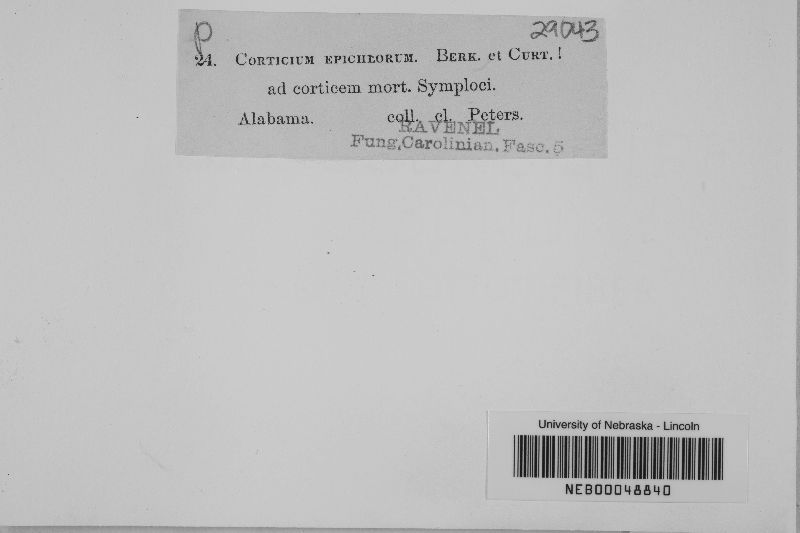 p 29043
24. CORTICIUM EPICHLORUM. BERK. et CURT. !
ad corticem mort. Symploci.
Alabama. coll. cl. Peters.
RAVENEL
Fung. Carolinian. Fasc. 5
University of Nebraska - Lincoln
NEB00048840